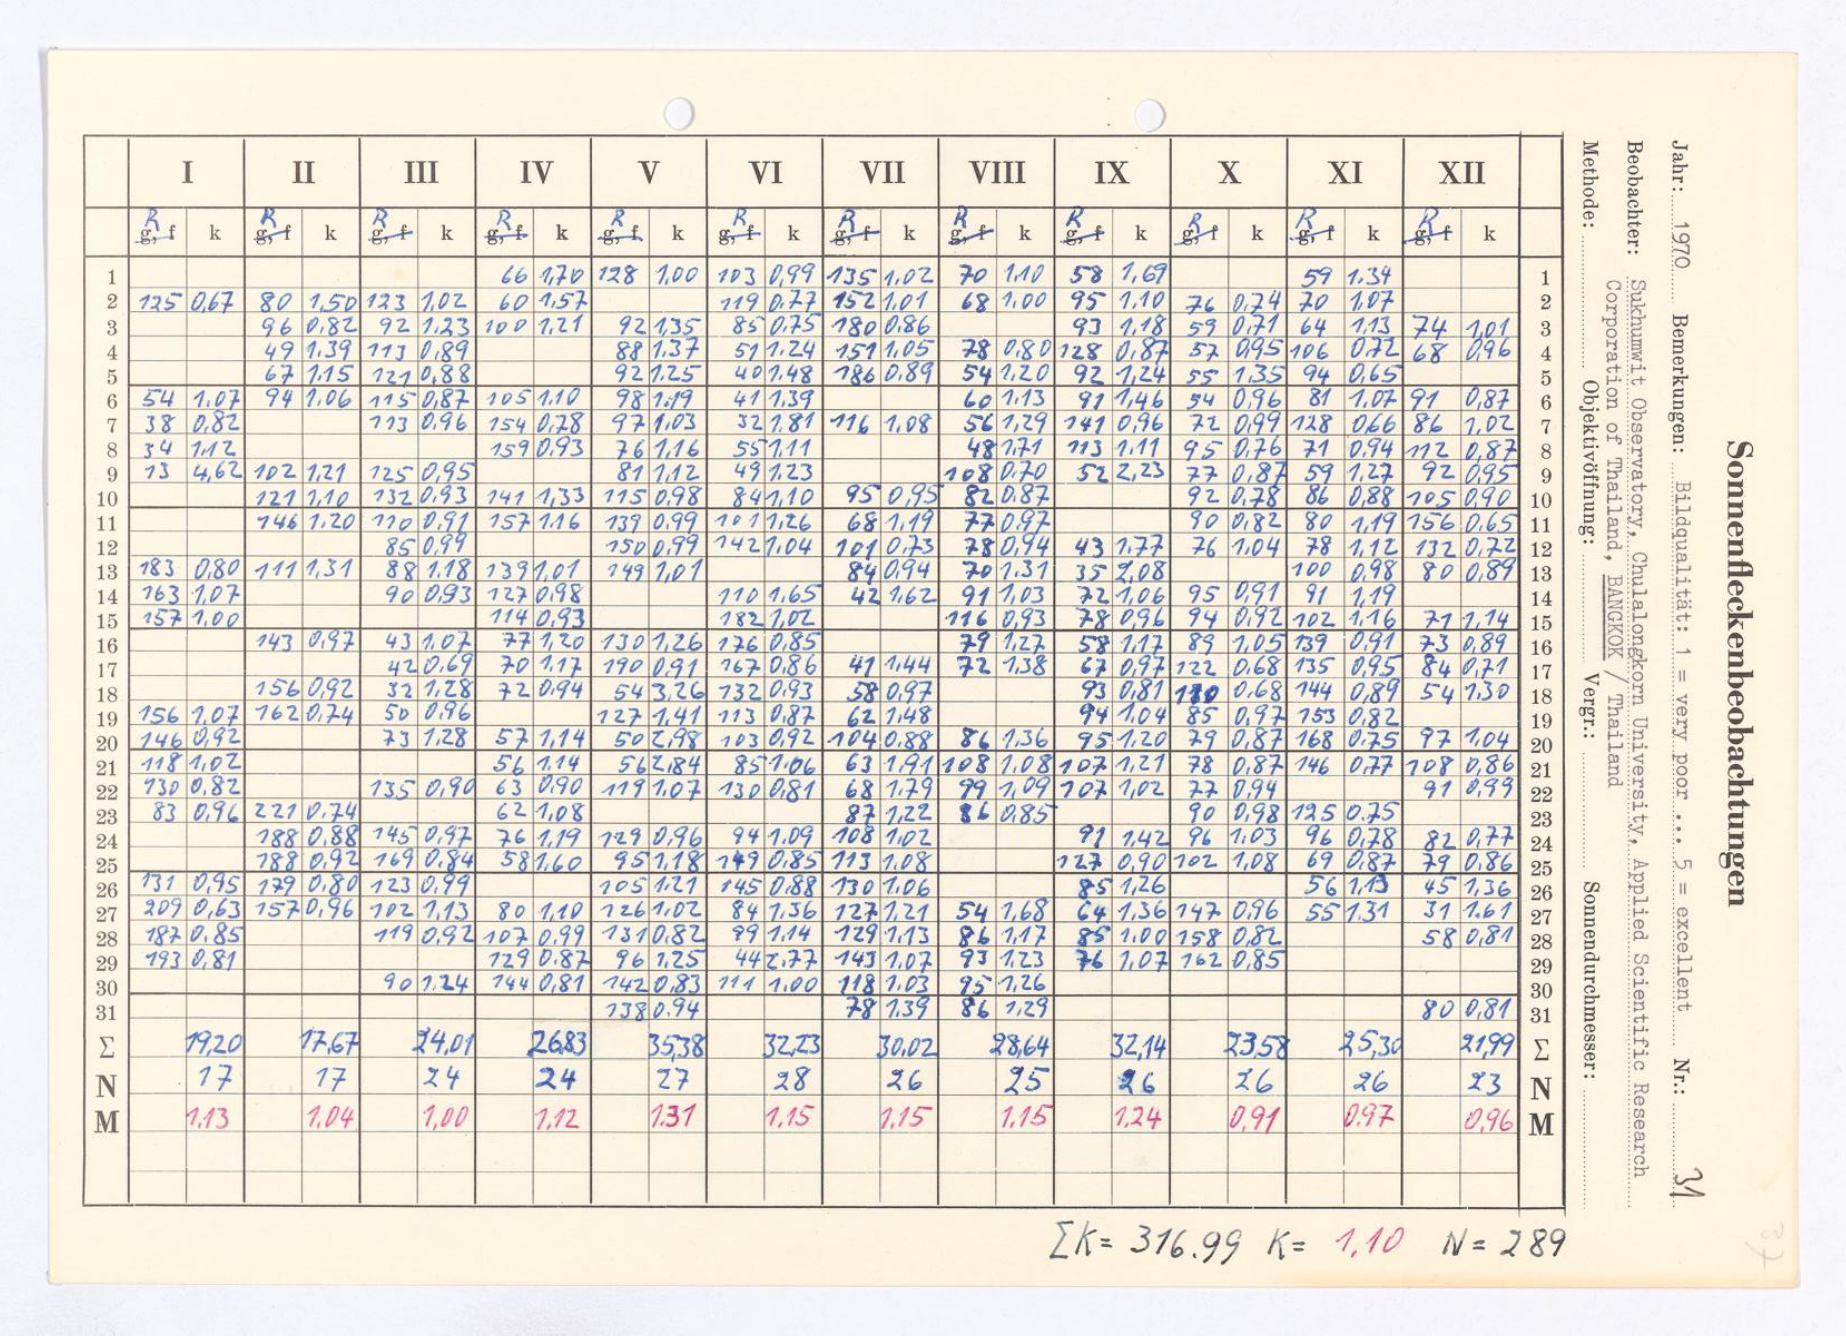 I II III IV V VI VII VIII IX X XI XII
R R R R R R R R R R R R
g, f k g, f k g, f k g, f k g, f k g, f k g, f k g, f k g, f k g, f k g, f k g, f k
1 66 1,70 128 1,00 103 0,99 135 1,02 70 1.10 58 1,69 59 1.34 1
2 125 0,67 80 1,50 123 1,02 60 1,57 119 0.77 152 1,01 68 1,00 95 1,10 76 0,74 70 1,07 2
3 96 0,82 92 1,23 100 1,21 92 1,35 85 0,75 180 0,86 93 1,18 59 0,71 64 1,13 74 1,01 3
4 49 1.39 113 0,89 88 1.37 51 1.24 151 1.05 78 0,80 128 0,87 57 0,95 106 0,72 68 0,96 4
5 67 1.15 121 0,88 92 1.25 40 1.48 186 0,89 54 1,20 92 1,24 55 1,35 94 0,65 5
6 54 1,07 94 1,06 115 0,87 105 1,10 98 1.19 41 1.39 60 1.13 91 1,46 54 0,96 81 1,07 91 0,87 6
7 38 0,82 113 0,96 154 0,78 97 1,03 32 1,81 116 1,08 56 1,29 141 0,96 72 0,99 128 0,66 86 1,02 7
8 34 1,12 159 0,93 76 1,16 55 1,11 48 1,71 113 1,11 95 0,76 71 0,94 112 0,87 8
9 13 4,62 102 1,21 125 0,95 81 1,12 49 1.23 108 0,70 52 2,23 77 0,87 59 1,27 92 0,95 9
10 121 1,10 132 0,93 141 1,33 115 0,98 84 1,10 95 0,95 82 0.87 92 0,78 86 0,88 105 0,90 10
11 146 1.20 110 0,91 157 1.16 139 0,99 101 1,26 68 1,19 77 0,97 90 0,82 80 1,19 156 0,65 11
12 85 0,99 150 0,99 142 1.04 101 0,73 78 0,94 43 1.77 76 1,04 78 1,12 132 0,72 12
13 183 0,80 111 1,31 88 1.18 139 1,01 149 1,01 84 0,94 70 1.31 35 2,08 100 0,98 80 0,89 13
14 163 1,07 90 0,93 127 0,98 110 1,65 42 1,62 91 1,03 72 1,06 95 0,91 91 1,19 14
15 157 1,00 114 0,93 182 1,02 116 0,93 78 0,96 94 0,92 102 1,16 71 1,14 15
16 143 0,97 43 1.07 77 1,20 130 1,26 176 0,85 79 1,27 58 1,17 89 1,05 139 0,91 73 0,89 16
17 42 0,69 70 1,17 190 0,91 167 0,86 41 1,44 72 1,38 67 0,97 122 0,68 135 0,95 84 0,71 17
18 156 0,92 32 1,28 72 0,94 54 3,26 132 0,93 58 0,97 93 0,81 0,68 144 0,89 54 1,30 18
19 156 1,07 162 0,74 50 0,96 127 1,41 113 0,87 62 1,48 94 1.04 85 0,97 153 0,82 19
20 146 0,92 73 1,28 57 1,14 50 2,98 103 0,92 104 0,88 86 1,36 95 1.20 79 0,87 168 0,75 97 1,04 20
21 118 1,02 56 1,14 56 2,84 85 1,06 63 1,91 108 1,08 107 1,21 78 0,87 146 0,77 108 0,86 21
22 130 0,82 135 0,90 63 0,90 119 1,07 130 0,81 68 1.79 99 1,09 107 1,02 77 0,94 91 0,99 22
23 83 0,96 221 0.74 62 1,08 87 1,22 86 0,85 90 0,98 125 0.75 23
24 188 0,88 145 0,97 76 1,19 129 0,96 94 1.09 108 1,02 91 1.42 96 1,03 96 0,78 82 0,77 24
25 188 0,92 169 0,84 58 1.60 95 1,18 149 0,85 113 1.08 127 0,90 102 1,08 69 0,87 79 0,86 25
26 131 0,95 179 0,80 123 0,99 105 1.21 145 0,88 130 1,06 85 1,26 56 1,13 45 1,36 26
27 209 0,63 157 0,96 102 1,13 80 1,10 126 1,02 84 1,36 127 1,21 54 1,68 64 1,36 147 0,96 55 1.31 31 1.61 27
28 187 0,85 119 0,92 107 0,99 131 0,82 99 1.14 129 1,13 86 1,17 85 1.00 158 0,82 58 0,81 28
29 193 0,81 129 0.87 96 1,25 44 2.77 143 1,07 93 1.23 76 1,07 162 0,85 29
30 90 1.24 144 0,81 142 0,83 111 1.00 118 1.03 95 1.26 30
31 138 0.94 78 1,39 86 1,29 80 0,81 31
Σ 19,20 17,67 24,01 26,83 35,38 32,23 30,02 28,64 32,14 23,58 25,30 21,99 Σ
N 17 17 24 24 27 28 26 25 26 26 26 23 N
M 1.13 1.04 1,00 1,12 1.31 1.15 1.15 1.15 1.24 0,91 0.97 0,96 M
ΣK = 316.99 K = 1,10 N = 289
Sonnenfleckenbeobachtungen
Jahr: 1970 Bemerkungen: Bildqualität: 1 = very poor ... 5 = excellent Nr.: 31
Beobachter: Sukhumwit Observatory, Chulalongkorn University, Applied Scientific Research
Corporation of Thailand, BANGKOK / Thailand
Methode: Objektivöffnung: Vergr.: Sonnendurchmesser: